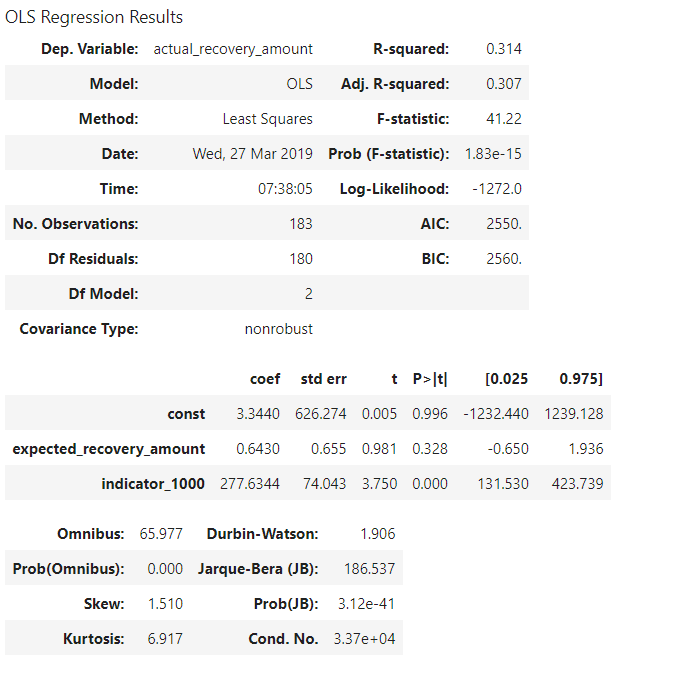 OLS Regression Results
Dep. Variable: actual_recovery_amount R-squared: 0.314
Model: OLS Adj. R-squared: 0.307
Method: Least Squares F-statistic: 41.22
Date: Wed, 27 Mar 2019 Prob (F-statistic): 1.83e-15
Time: 07:38:05 Log-Likelihood: -1272.0
No. Observations: 183 AIC: 2550.
Df Residuals: 180 BIC: 2560.
Df Model: 2
Covariance Type: nonrobust
coef std err t P>|t| [0.025 0.975]
const 3.3440 626.274 0.005 0.996 -1232.440 1239.128
expected_recovery_amount 0.6430 0.655 0.981 0.328 -0.650 1.936
indicator_1000 277.6344 74.043 3.750 0.000 131.530 423.739
Omnibus: 65.977 Durbin-Watson: 1.906
Prob(Omnibus): 0.000 Jarque-Bera (JB): 186.537
Skew: 1.510 Prob(JB): 3.12e-41
Kurtosis: 6.917 Cond. No. 3.37e+04